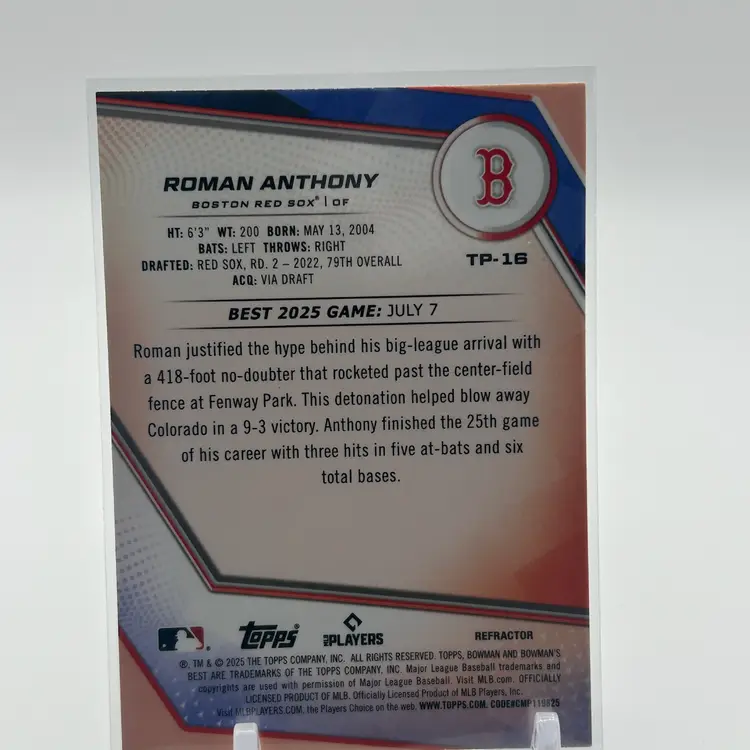 B
ROMAN ANTHONY
BOSTON RED SOX® | OF
TP-16
HT: 6'3" WT: 200 BORN: MAY 13, 2004
BATS: LEFT THROWS: RIGHT
DRAFTED: RED SOX, RD. 2 – 2022, 79TH OVERALL
ACQ: VIA DRAFT
BEST 2025 GAME: JULY 7
Roman justified the hype behind his big-league arrival with
a 418-foot no-doubter that rocketed past the center-field
fence at Fenway Park. This detonation helped blow away
Colorado in a 9-3 victory. Anthony finished the 25th game
of his career with three hits in five at-bats and six
total bases.
topps
MLB PLAYERS
REFRACTOR
®, TM & © 2025 THE TOPPS COMPANY, INC. ALL RIGHTS RESERVED. TOPPS, BOWMAN AND BOWMAN'S
BEST ARE TRADEMARKS OF THE TOPPS COMPANY, INC. Major League Baseball trademarks and
copyrights are used with permission of Major League Baseball. Visit MLB.com. OFFICIALLY
LICENSED PRODUCT OF MLB. Officially Licensed Product of MLB Players, Inc.
Visit MLBPLAYERS.COM, the Players Choice on the web. WWW.TOPPS.COM. CODE#CMP119825